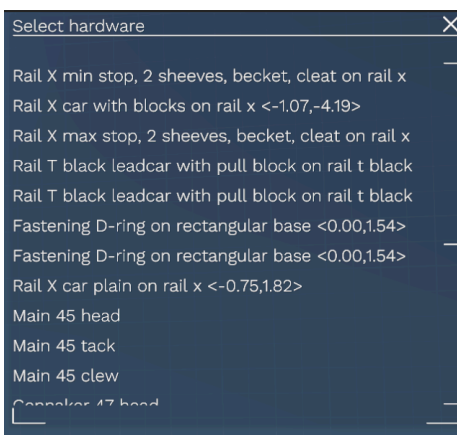 Select hardware
Rail X min stop, 2 sheeves, becket, cleat on rail x
Rail X car with blocks on rail x <-1.07,-4.19>
Rail X max stop, 2 sheeves, becket, cleat on rail x
Rail T black leadcar with pull block on rail t black
Rail T black leadcar with pull block on rail t black
Fastening D-ring on rectangular base <0.00,1.54>
Fastening D-ring on rectangular base <0.00,1.54>
Rail X car plain on rail x <-0.75,1.82>
Main 45 head
Main 45 tack
Main 45 clew
Gennaker 47 head